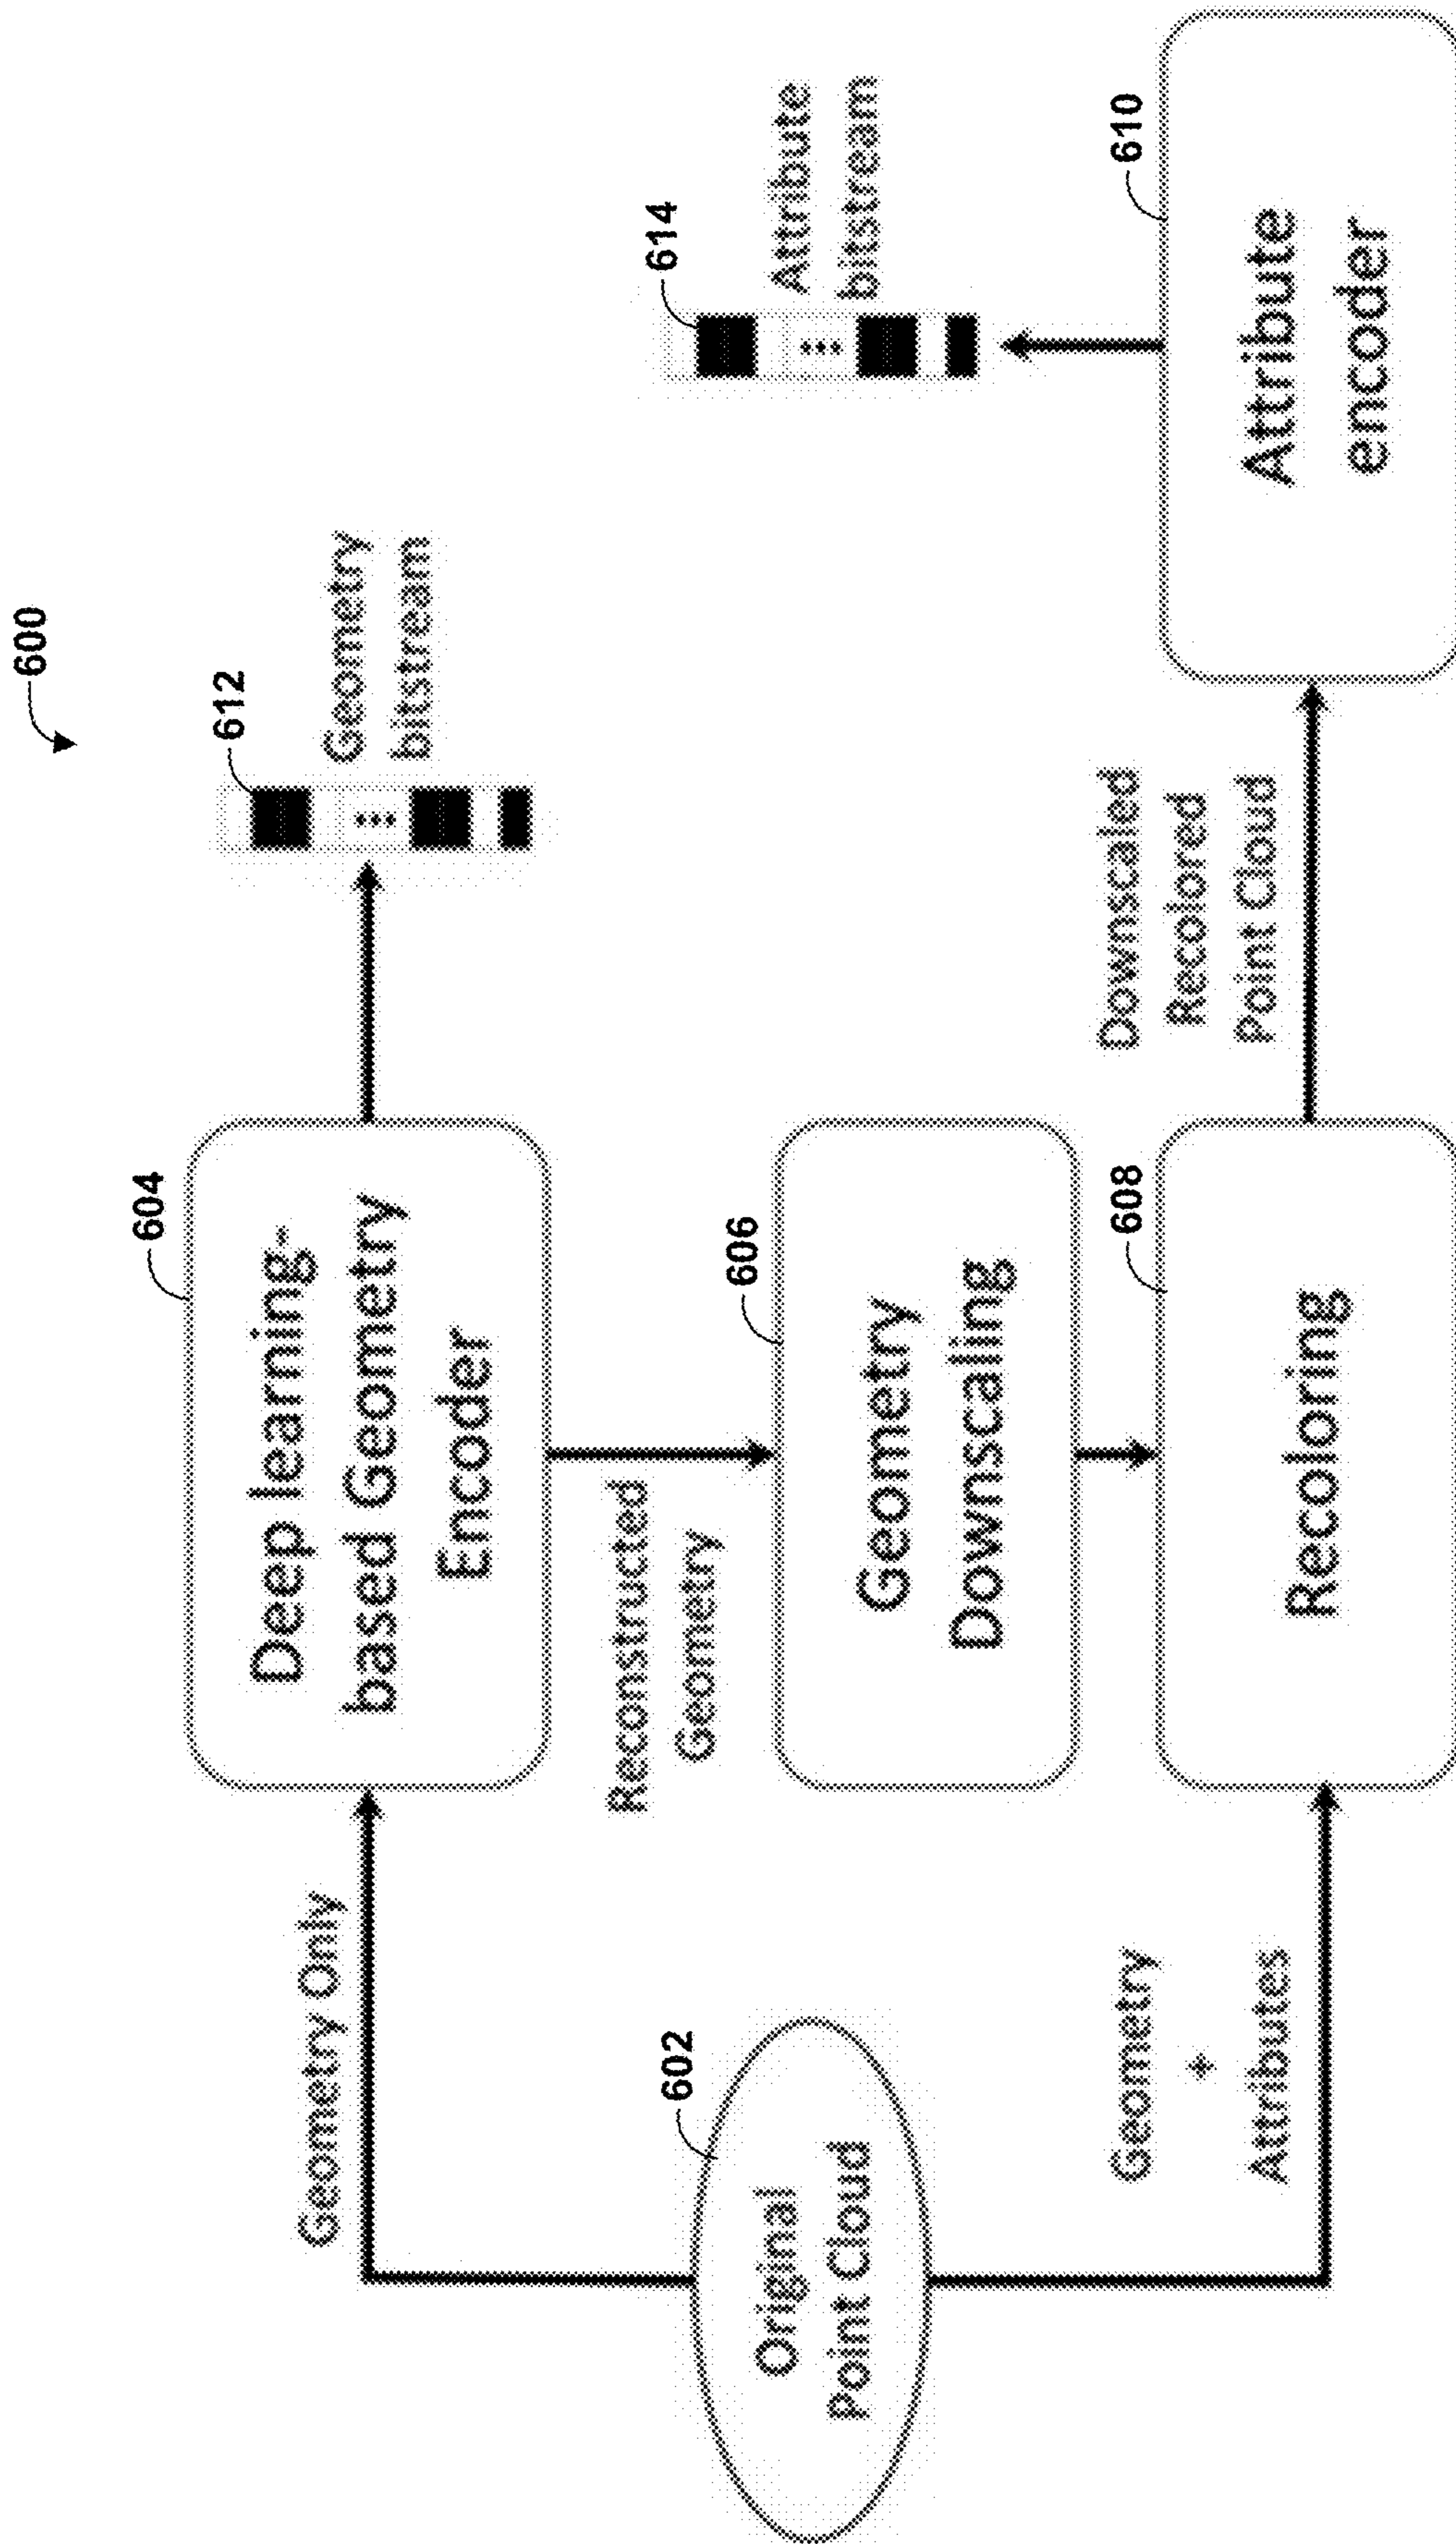 600
602
Original
Point Cloud
Geometry Only
Geometry
+
Attributes
604
Deep learning-
based Geometry
Encoder
Reconstructed
Geometry
606
Geometry
Downscaling
608
Recoloring
612
Geometry
bitstream
Downscaled
Recolored
Point Cloud
614
Attribute
bitstream
610
Attribute
encoder